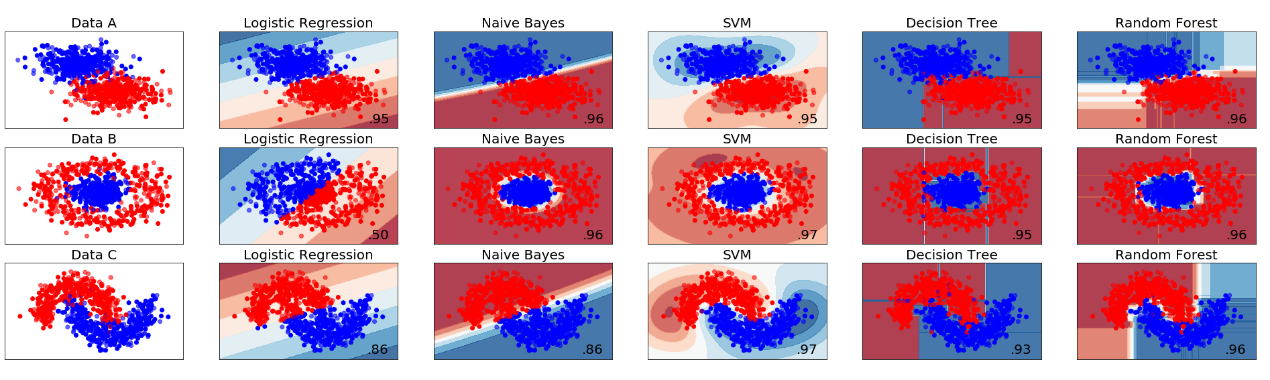 Data A Logistic Regression Naive Bayes SVM Decision Tree Random Forest
.95 .96 .95 .95 .96
Data B Logistic Regression Naive Bayes SVM Decision Tree Random Forest
.50 .96 .97 .95 .96
Data C Logistic Regression Naive Bayes SVM Decision Tree Random Forest
.86 .86 .97 .93 .96